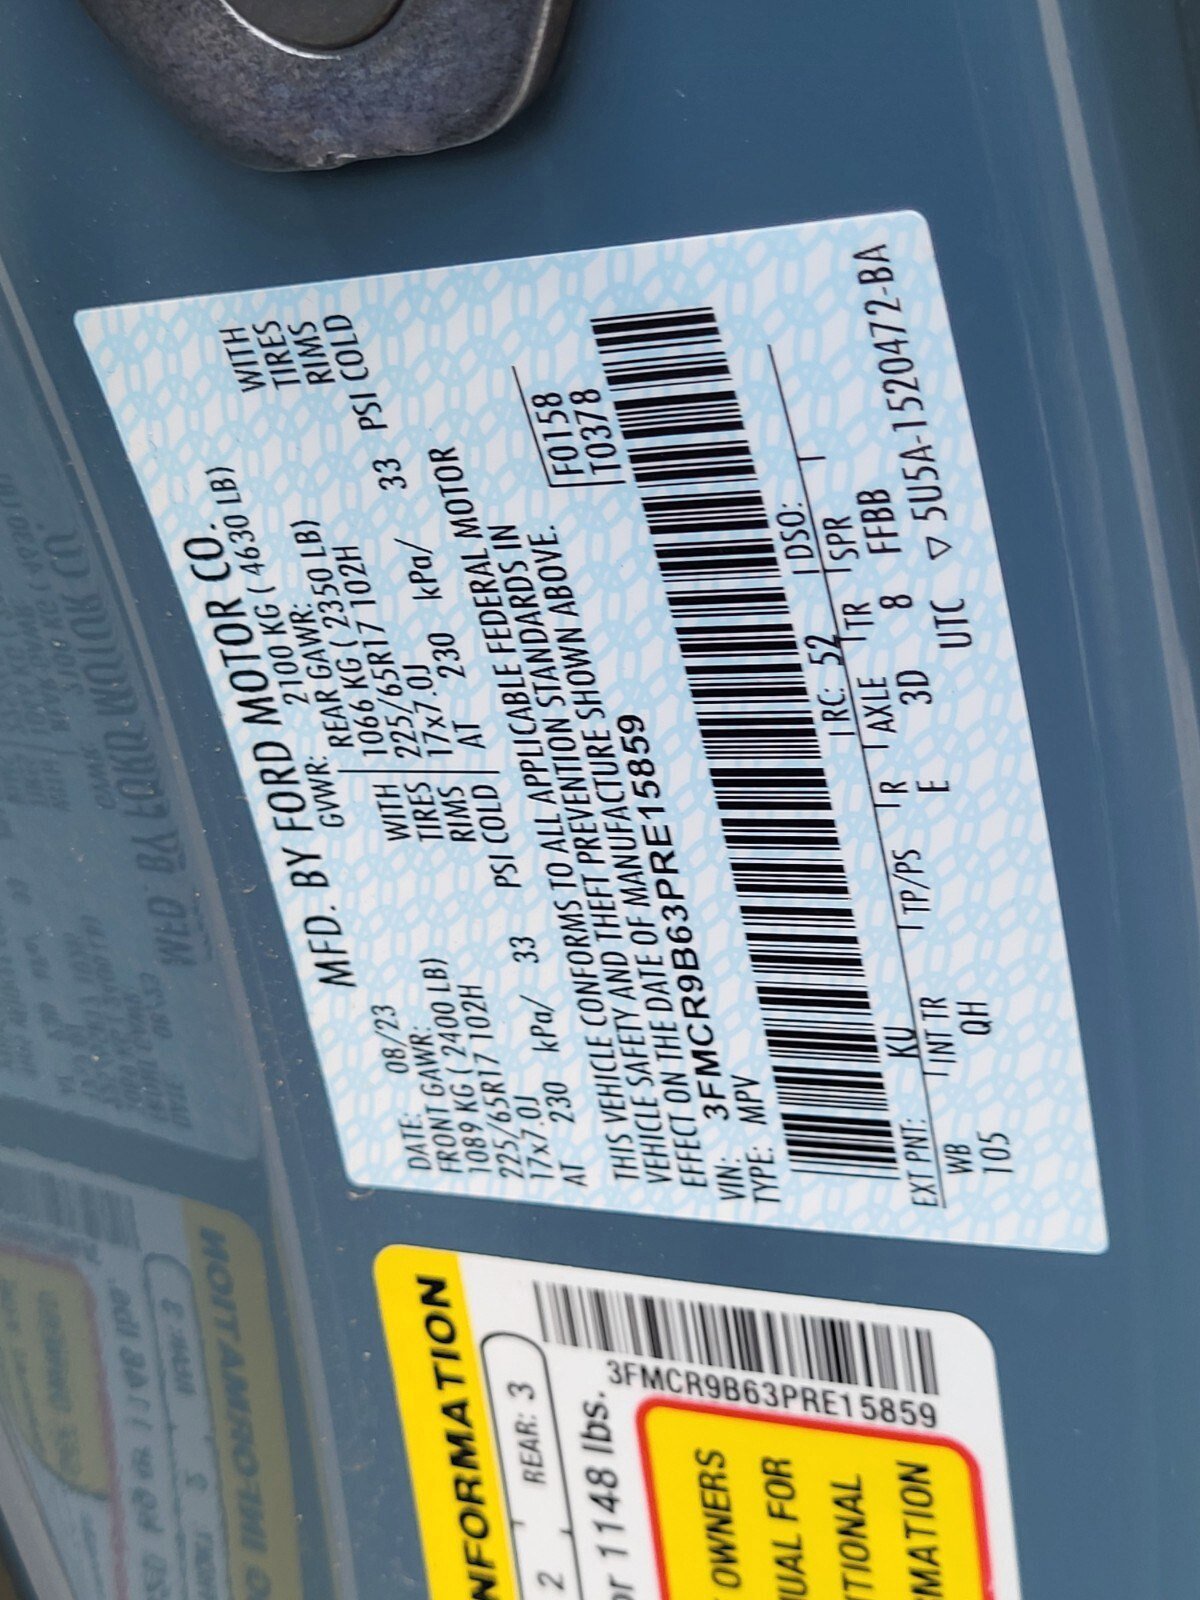 MFD. BY FORD MOTOR CO.
DATE: 08/23 GVWR: 2100 KG ( 4630 LB)
FRONT GAWR: REAR GAWR:
1089 KG ( 2400 LB) WITH 1066 KG ( 2350 LB) WITH
225/65R17 102H TIRES 225/65R17 102H TIRES
17x7.0J RIMS 17x7.0J RIMS
AT 230 kPa/ 33 PSI COLD AT 230 kPa/ 33 PSI COLD
THIS VEHICLE CONFORMS TO ALL APPLICABLE FEDERAL MOTOR
VEHICLE SAFETY AND THEFT PREVENTION STANDARDS IN
EFFECT ON THE DATE OF MANUFACTURE SHOWN ABOVE.
VIN: 3FMCR9B63PRE15859 F0158
TYPE: MPV T0378
EXT PNT: KU RC: 52 DSO:
WB INT TR TP/PS R AXLE TR SPR
105 QH E 3D 8 FFBB
UTC ▽ 5U5A-1520472-BA
NFORMATION
2 REAR: 3
or 1148 lbs.
3FMCR9B63PRE15859
OWNERS
UAL FOR
ITIONAL
RMATION